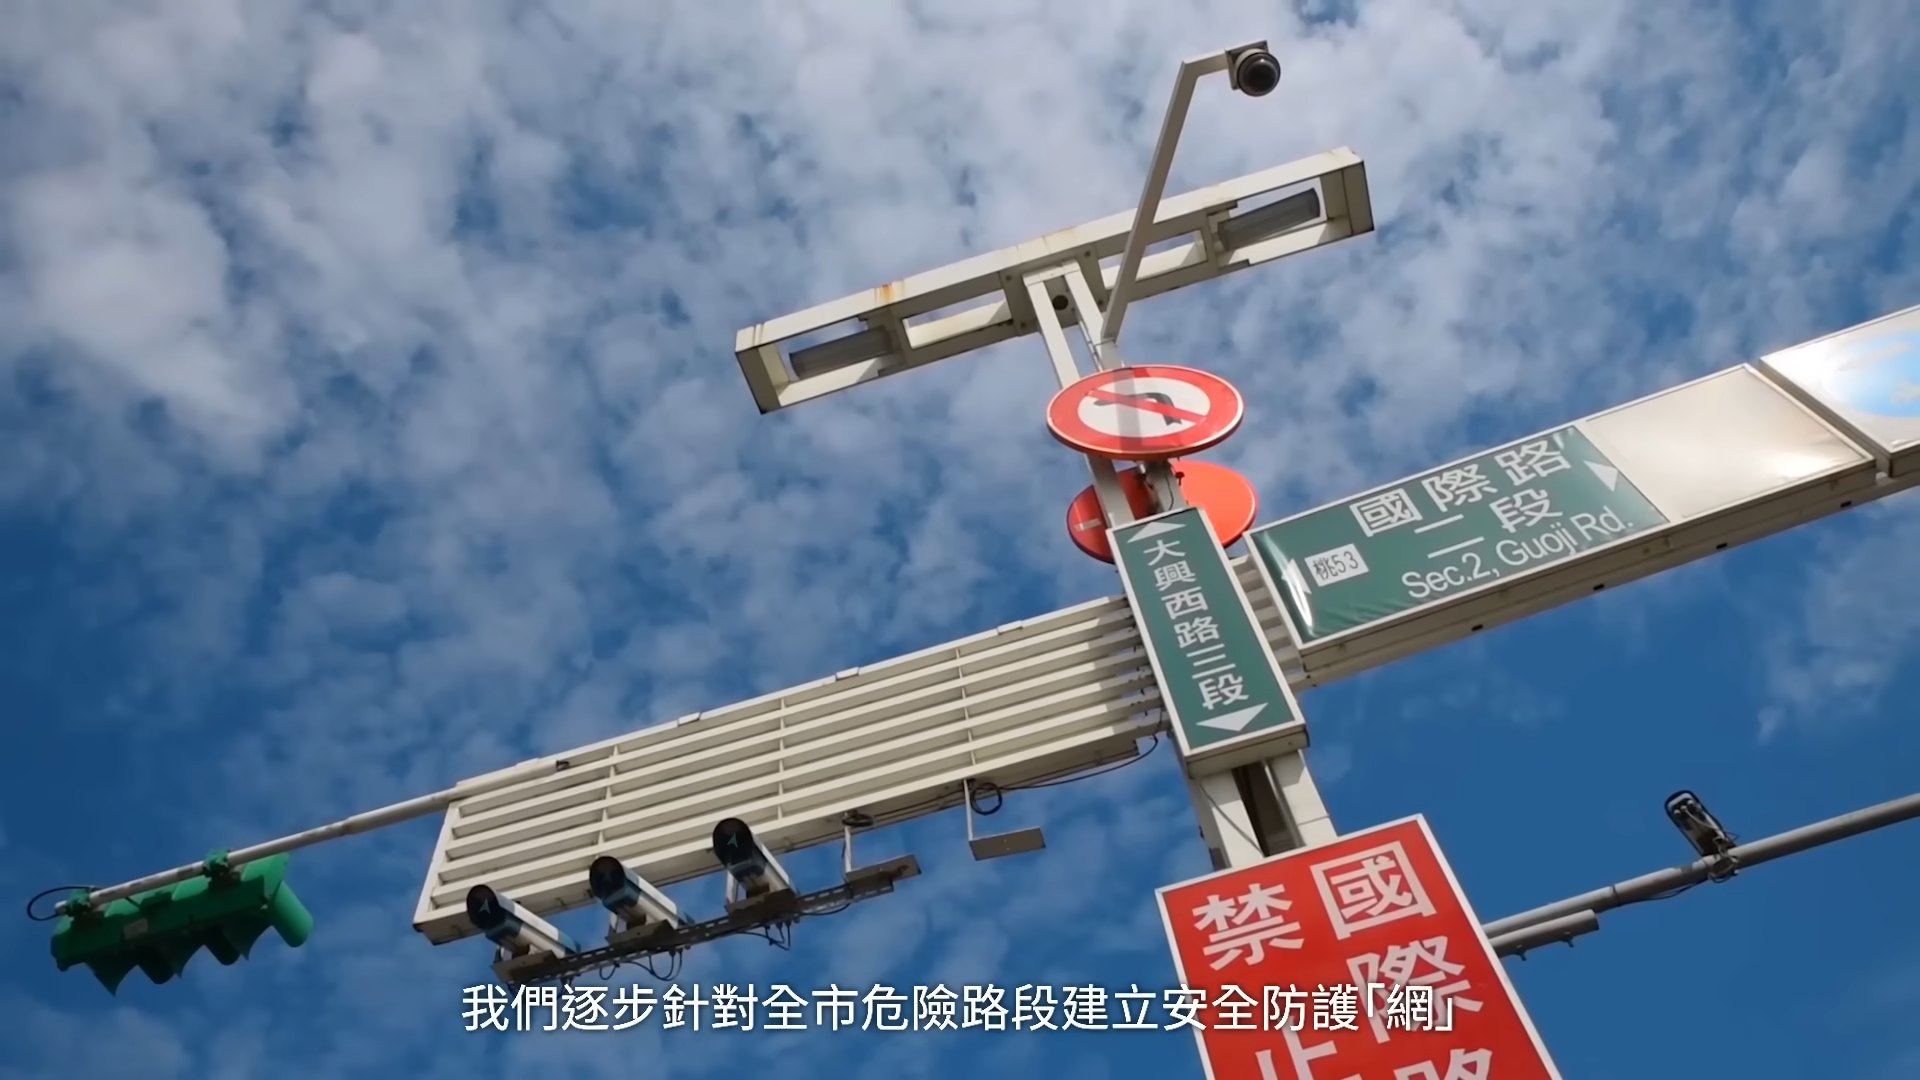 國際路
二段
桃53
Sec.2, Guoji Rd.
大興西路三段
國際路
禁止
我們逐步針對全市危險路段建立安全防護「網」